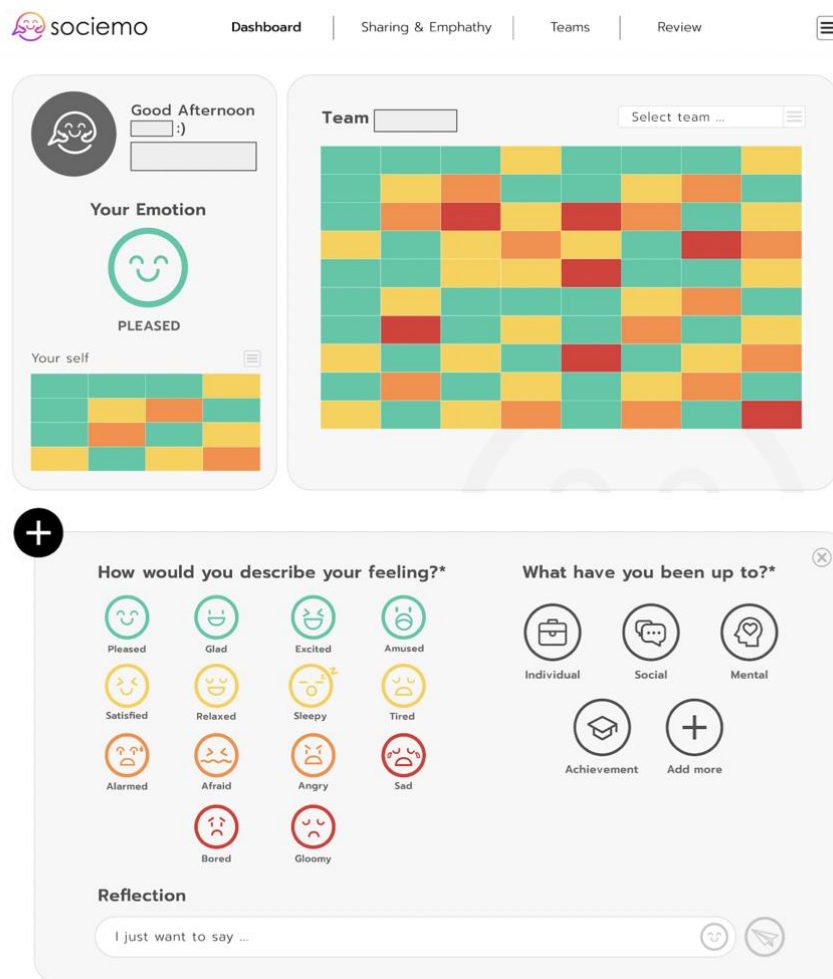 sociemo
Dashboard
Sharing & Emphathy
Teams
Review
Good Afternoon
:)
Your Emotion
PLEASED
Your self
Team
Select team ...
How would you describe your feeling?*
Pleased
Glad
Excited
Amused
Satisfied
Relaxed
Sleepy
Tired
Alarmed
Afraid
Angry
Sad
Bored
Gloomy
What have you been up to?*
Individual
Social
Mental
Achievement
Add more
Reflection
I just want to say ...